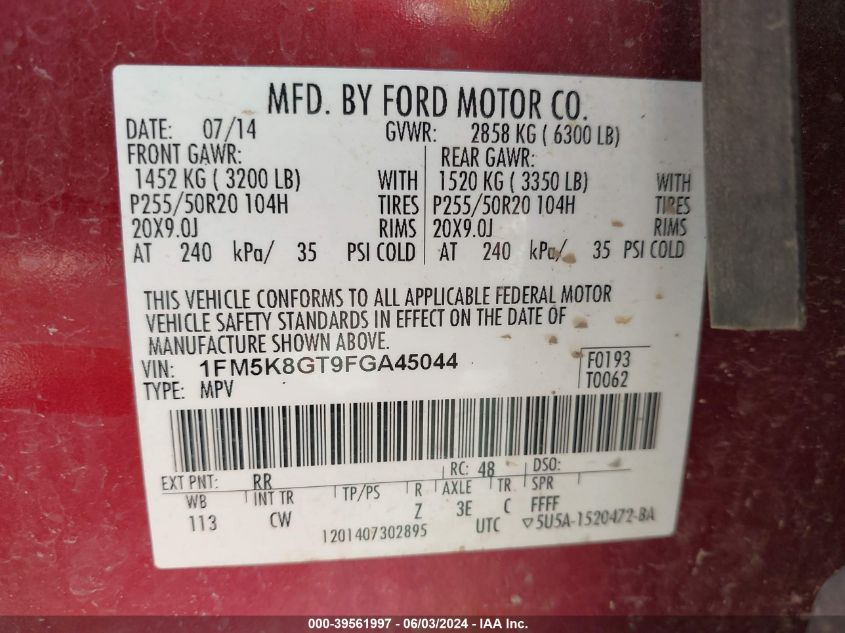 MFD. BY FORD MOTOR CO.
DATE: 07/14 GVWR: 2858 KG ( 6300 LB)
FRONT GAWR: REAR GAWR:
1452 KG ( 3200 LB) WITH 1520 KG ( 3350 LB) WITH
P255/50R20 104H TIRES P255/50R20 104H TIRES
20X9.0J RIMS 20X9.0J RIMS
AT 240 kPa/ 35 PSI COLD AT 240 kPa/ 35 PSI COLD
THIS VEHICLE CONFORMS TO ALL APPLICABLE FEDERAL MOTOR
VEHICLE SAFETY STANDARDS IN EFFECT ON THE DATE OF
MANUFACTURE SHOWN ABOVE.
VIN: 1FM5K8GT9FGA45044 F0193
TYPE: MPV T0062
EXT PNT: RR RC: 48 DSO:
WB INT TR TP/PS R AXLE TR SPR
113 CW Z 3E C FFFF
1201407302895 UTC ▽5U5A-1520472-BA
000-39561997 - 06/03/2024 - IAA Inc.